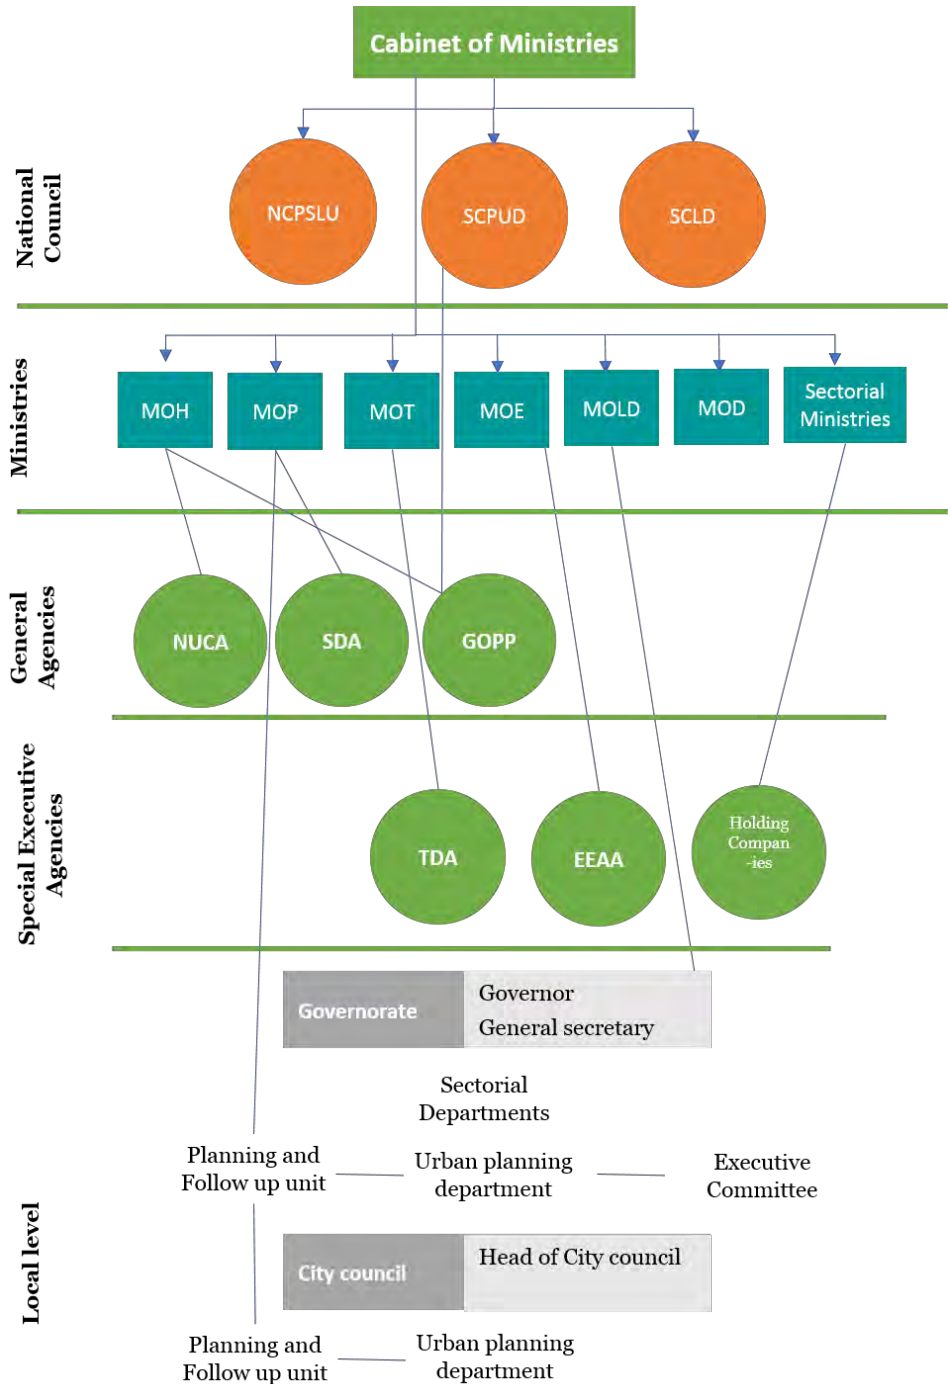 Cabinet of Ministries
National
Council
NCPSLU
SCPUD
SCLD
Ministries
MOH
MOP
MOT
MOE
MOLD
MOD
Sectorial
Ministries
General
Agencies
NUCA
SDA
GOPP
Special Executive
Agencies
TDA
EEAA
Holding
Compan
-ies
Local level
Governorate
Governor
General secretary
Sectorial
Departments
Planning and
Follow up unit
Urban planning
department
Executive
Committee
City council
Head of City council
Planning and
Follow up unit
Urban planning
department